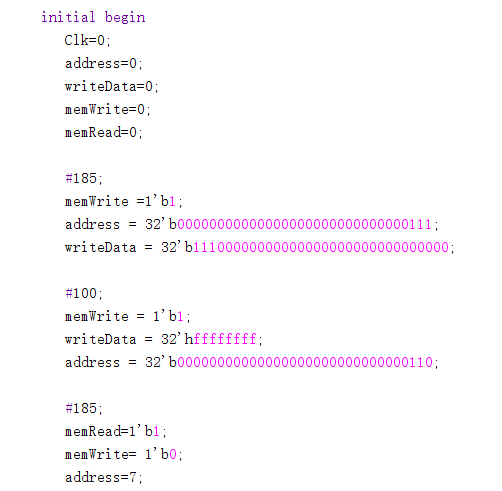 initial begin
Clk=0;
address=0;
writeData=0;
memWrite=0;
memRead=0;
#185;
memWrite =1'b1;
address = 32'b00000000000000000000000000000111;
writeData = 32'b11100000000000000000000000000000;
#100;
memWrite = 1'b1;
writeData = 32'hffffffff;
address = 32'b00000000000000000000000000000110;
#185;
memRead=1'b1;
memWrite= 1'b0;
address=7;